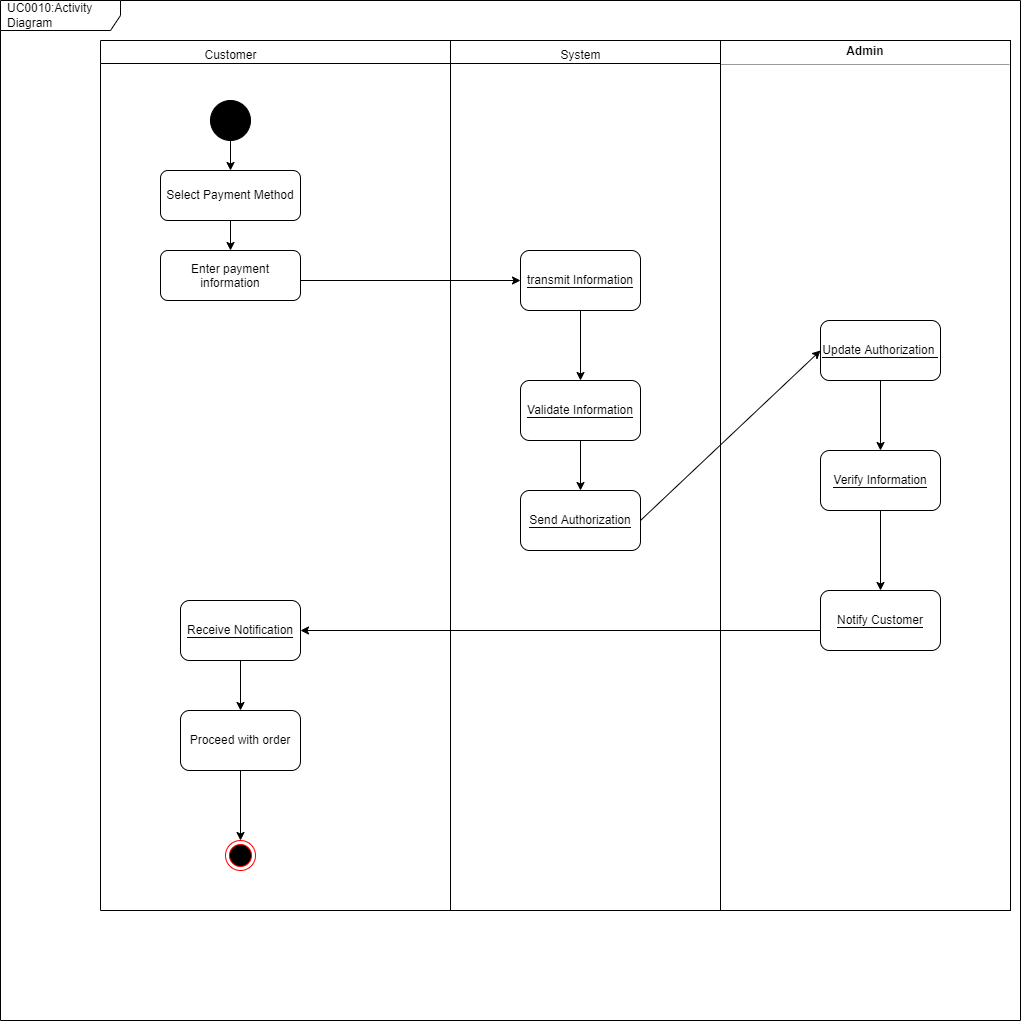 UC0010:Activity
Diagram
Customer
System
Admin
Select Payment Method
Enter payment
information
transmit Information
Update Authorization
Validate Information
Verify Information
Send Authorization
Notify Customer
Receive Notification
Proceed with order